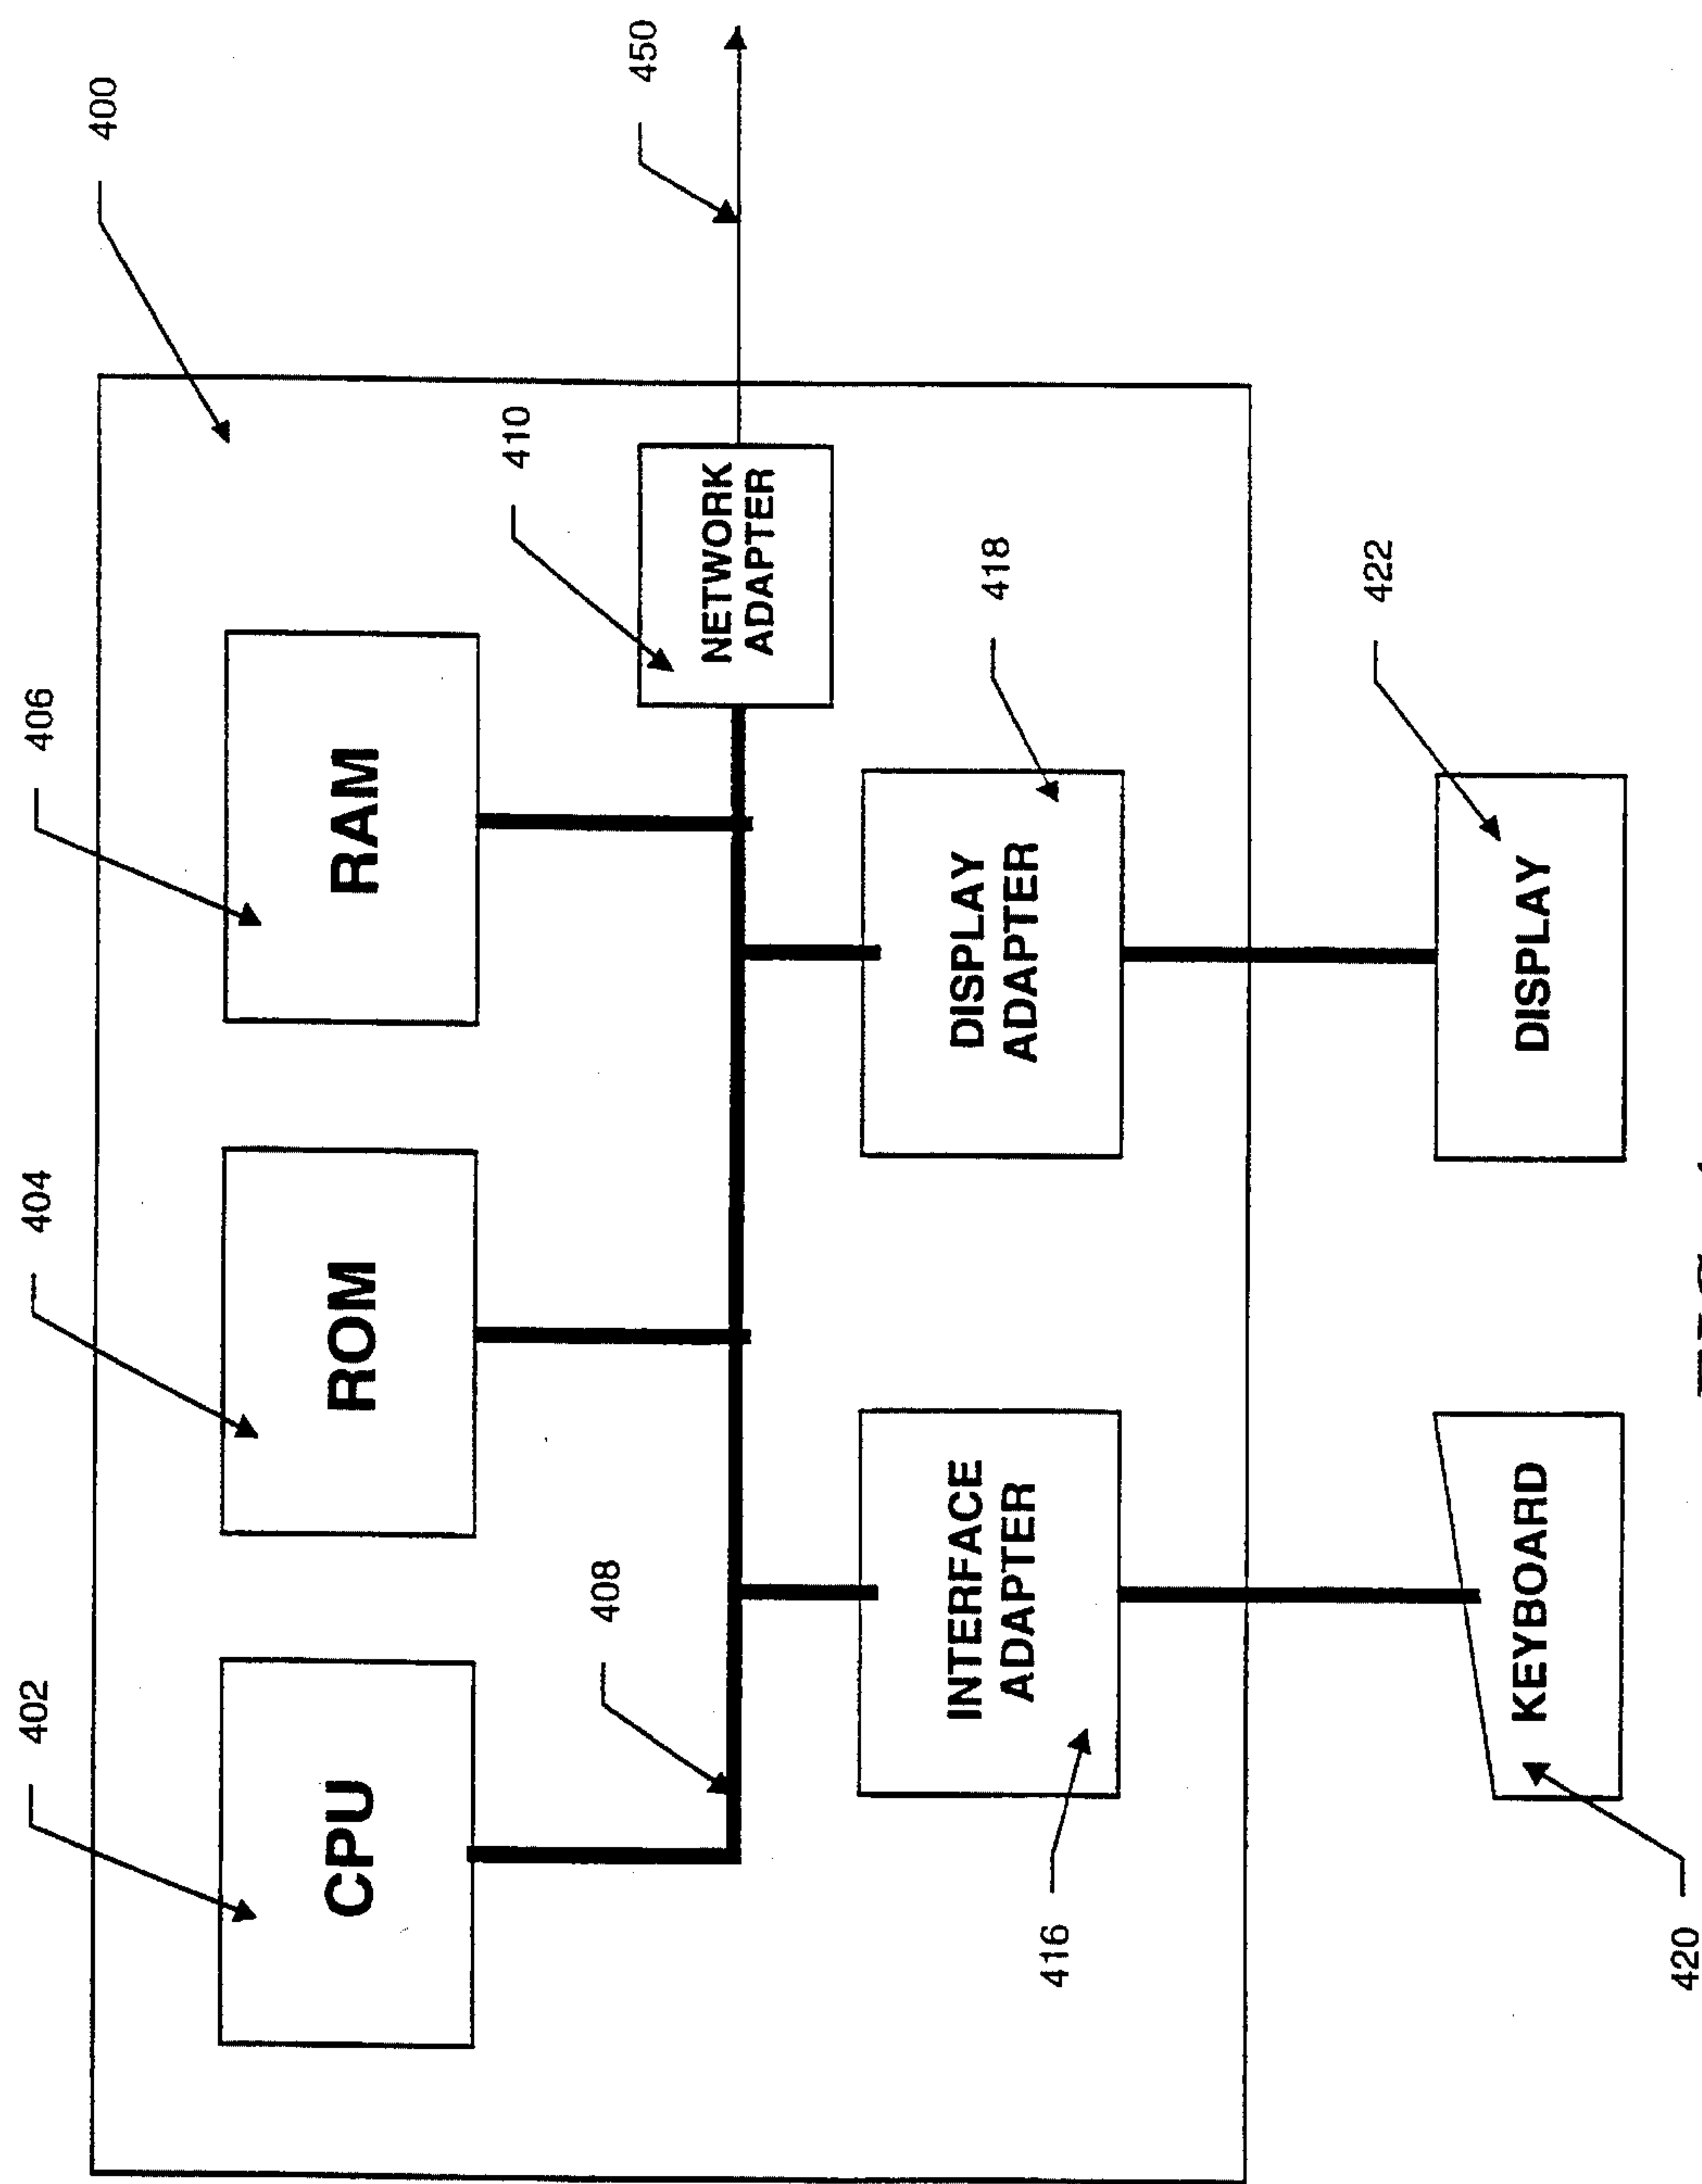 400
402
404
406
450
CPU
ROM
RAM
408
410
NETWORK
ADAPTER
INTERFACE
ADAPTER
DISPLAY
ADAPTER
416
418
KEYBOARD
DISPLAY
420
422